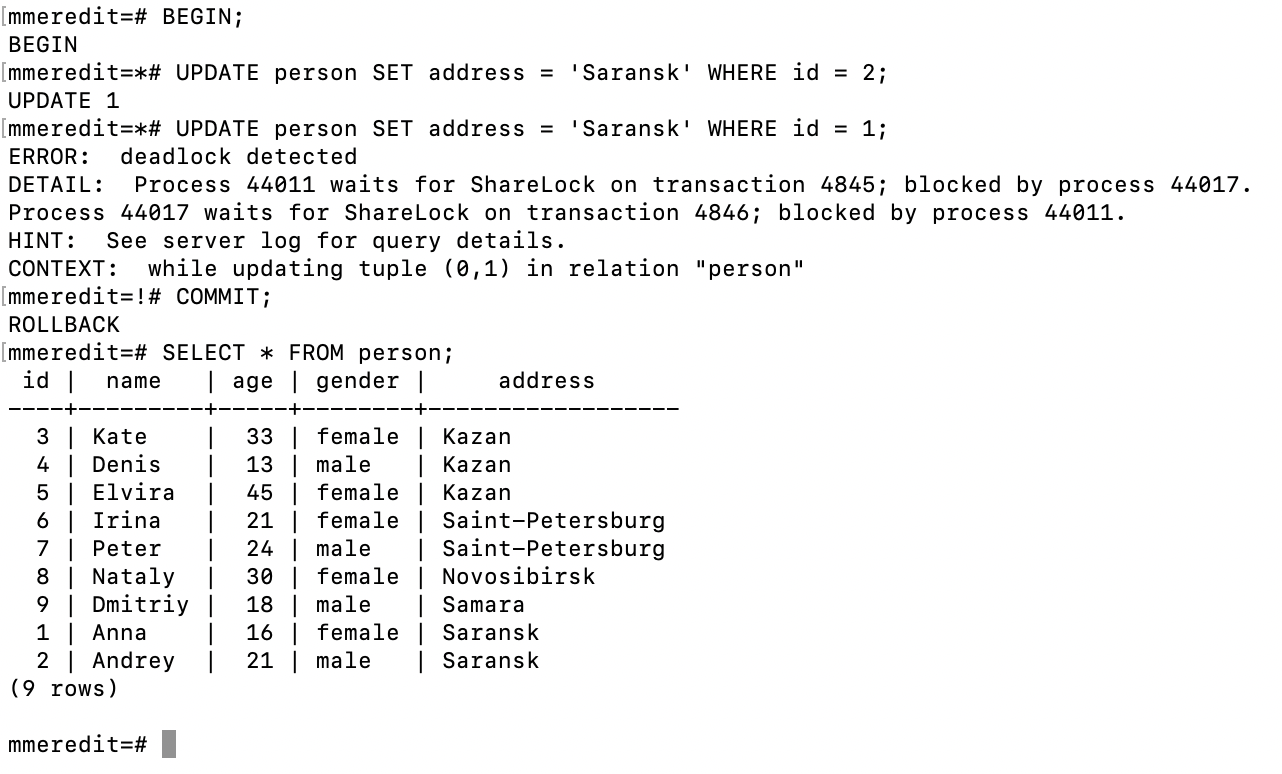 [mmeredit=# BEGIN;
BEGIN
[mmeredit=*# UPDATE person SET address = 'Saransk' WHERE id = 2;
UPDATE 1
[mmeredit=*# UPDATE person SET address = 'Saransk' WHERE id = 1;
ERROR:  deadlock detected
DETAIL:  Process 44011 waits for ShareLock on transaction 4845; blocked by process 44017.
Process 44017 waits for ShareLock on transaction 4846; blocked by process 44011.
HINT:  See server log for query details.
CONTEXT:  while updating tuple (0,1) in relation "person"
[mmeredit=!# COMMIT;
ROLLBACK
[mmeredit=# SELECT * FROM person;
 id |  name   | age | gender |     address
----+---------+-----+--------+------------------
  3 | Kate    |  33 | female | Kazan
  4 | Denis   |  13 | male   | Kazan
  5 | Elvira  |  45 | female | Kazan
  6 | Irina   |  21 | female | Saint-Petersburg
  7 | Peter   |  24 | male   | Saint-Petersburg
  8 | Nataly  |  30 | female | Novosibirsk
  9 | Dmitriy |  18 | male   | Samara
  1 | Anna    |  16 | female | Saransk
  2 | Andrey  |  21 | male   | Saransk
(9 rows)
mmeredit=#